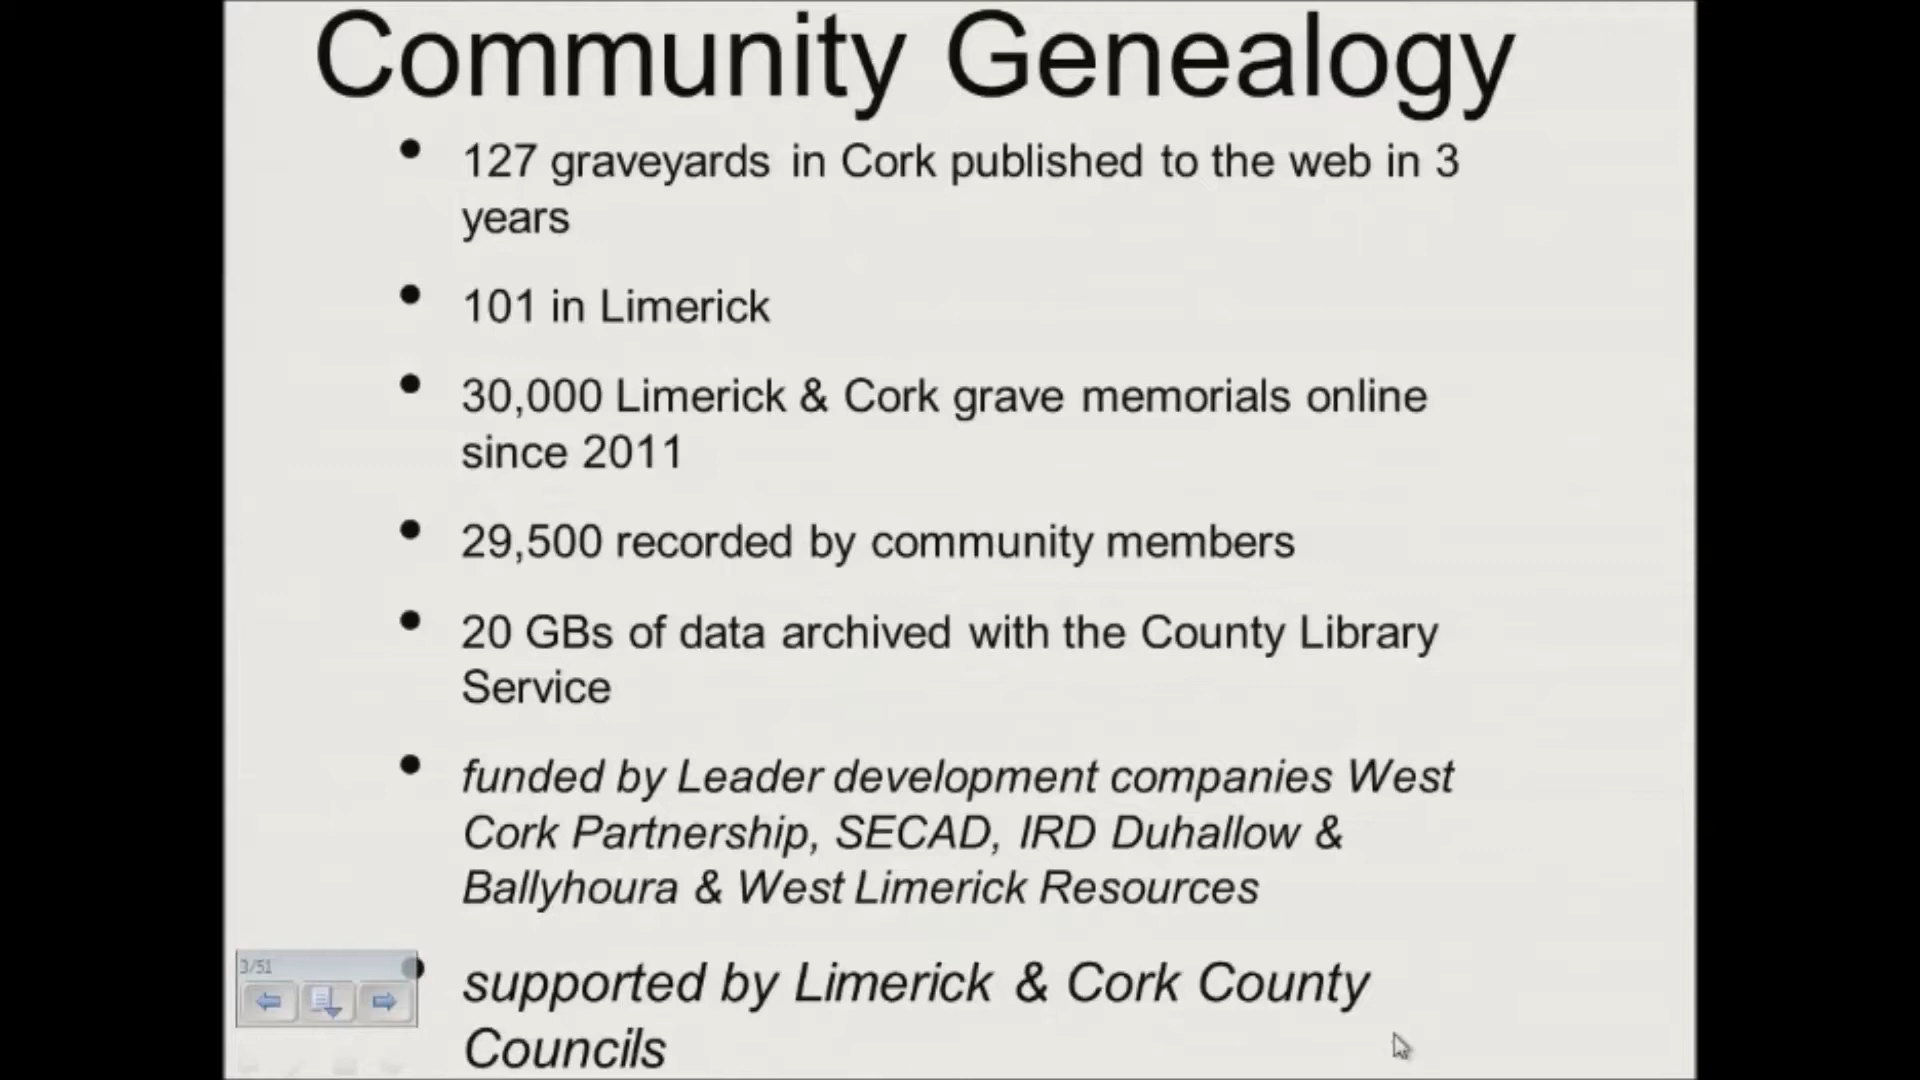 Community Genealogy
• 127 graveyards in Cork published to the web in 3
years
• 101 in Limerick
• 30,000 Limerick & Cork grave memorials online
since 2011
• 29,500 recorded by community members
• 20 GBs of data archived with the County Library
Service
• funded by Leader development companies West
Cork Partnership, SECAD, IRD Duhallow &
Ballyhoura & West Limerick Resources
• supported by Limerick & Cork County
Councils
3/51